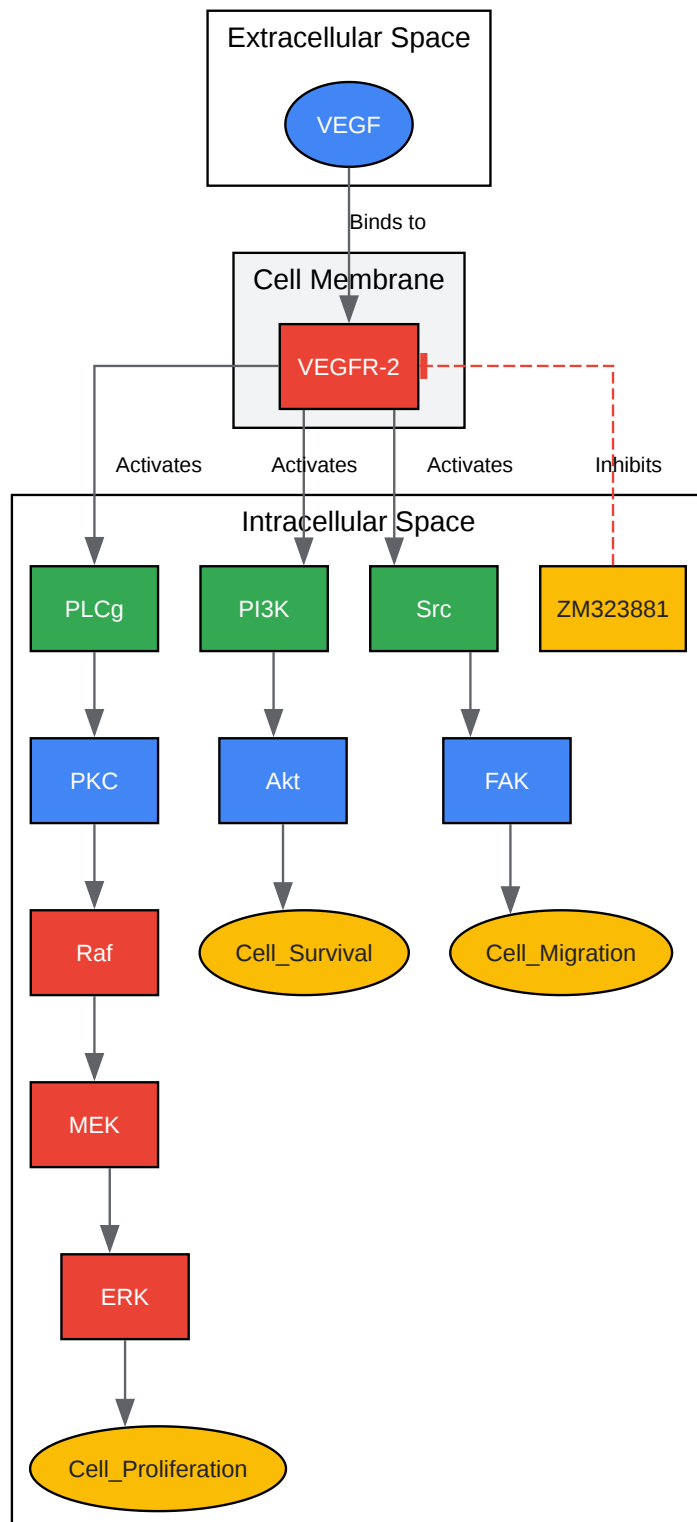 Extracellular Space
VEGF
Binds to
Cell Membrane
VEGFR-2
Activates
Activates
Activates
Inhibits
Intracellular Space
PLCg
PI3K
Src
ZM323881
PKC
Akt
FAK
Raf
Cell_Survival
Cell_Migration
MEK
ERK
Cell_Proliferation